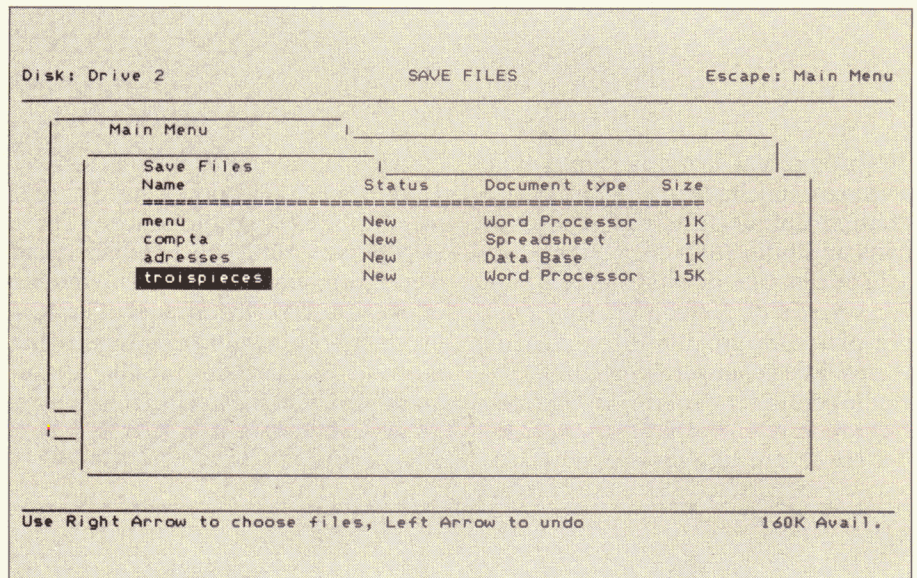 Disk: Drive 2 SAVE FILES Escape: Main Menu
Main Menu
Save Files
Name Status Document type Size
menu New Word Processor 1K
compta New Spreadsheet 1K
adresses New Data Base 1K
troispieces New Word Processor 15K
Use Right Arrow to choose files, Left Arrow to undo 160K Avail.